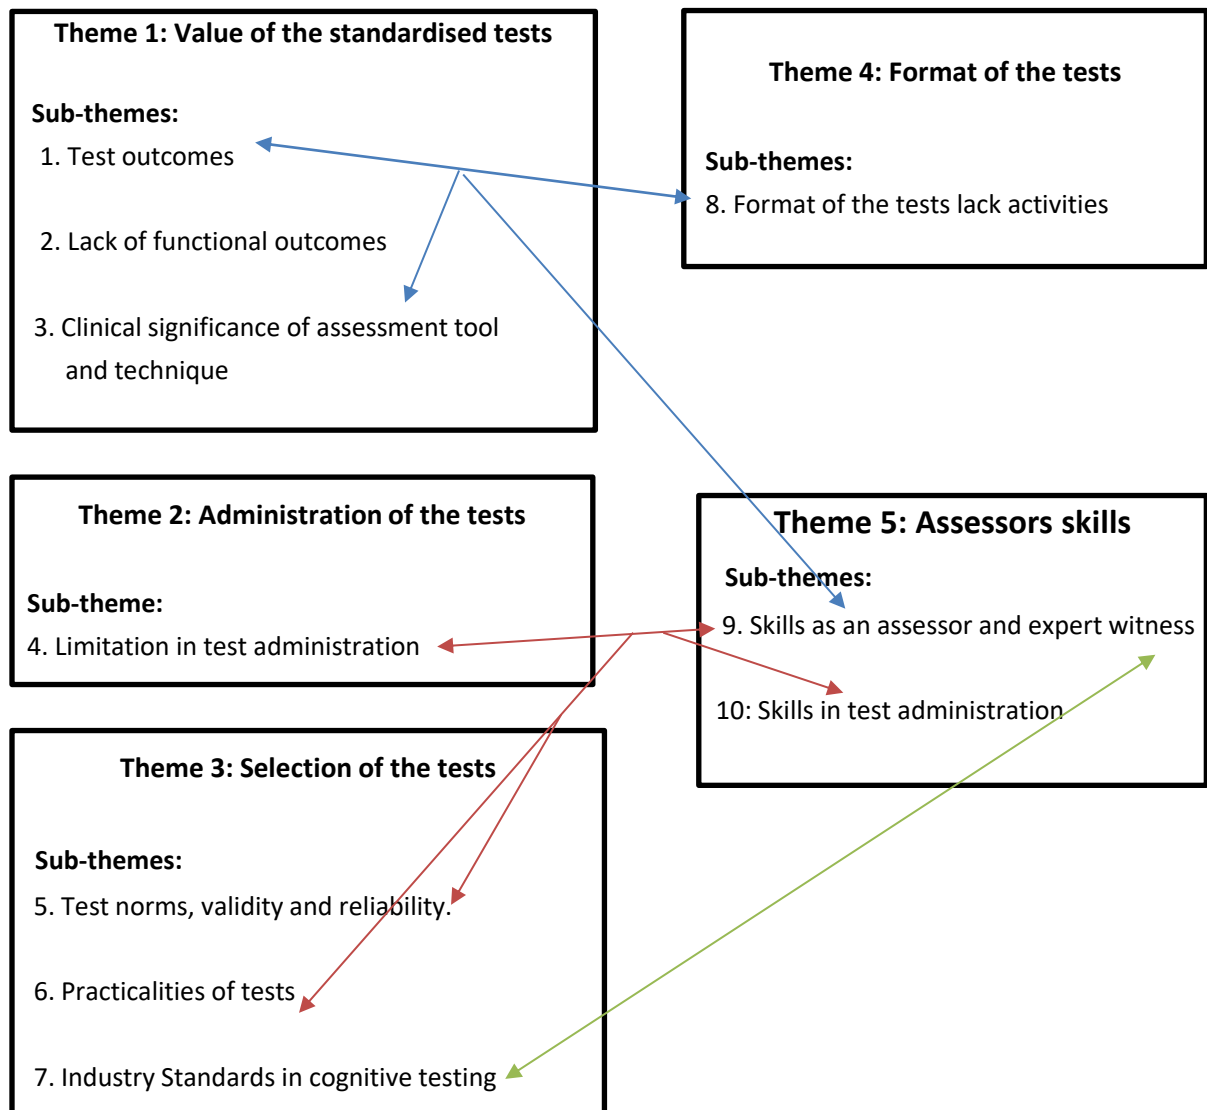 Theme 1: Value of the standardised tests
Sub-themes:
1. Test outcomes
2. Lack of functional outcomes
3. Clinical significance of assessment tool
and technique
Theme 4: Format of the tests
Sub-themes:
8. Format of the tests lack activities
Theme 2: Administration of the tests
Sub-theme:
4. Limitation in test administration
Theme 5: Assessors skills
Sub-themes:
9. Skills as an assessor and expert witness
10: Skills in test administration
Theme 3: Selection of the tests
Sub-themes:
5. Test norms, validity and reliability.
6. Practicalities of tests
7. Industry Standards in cognitive testing